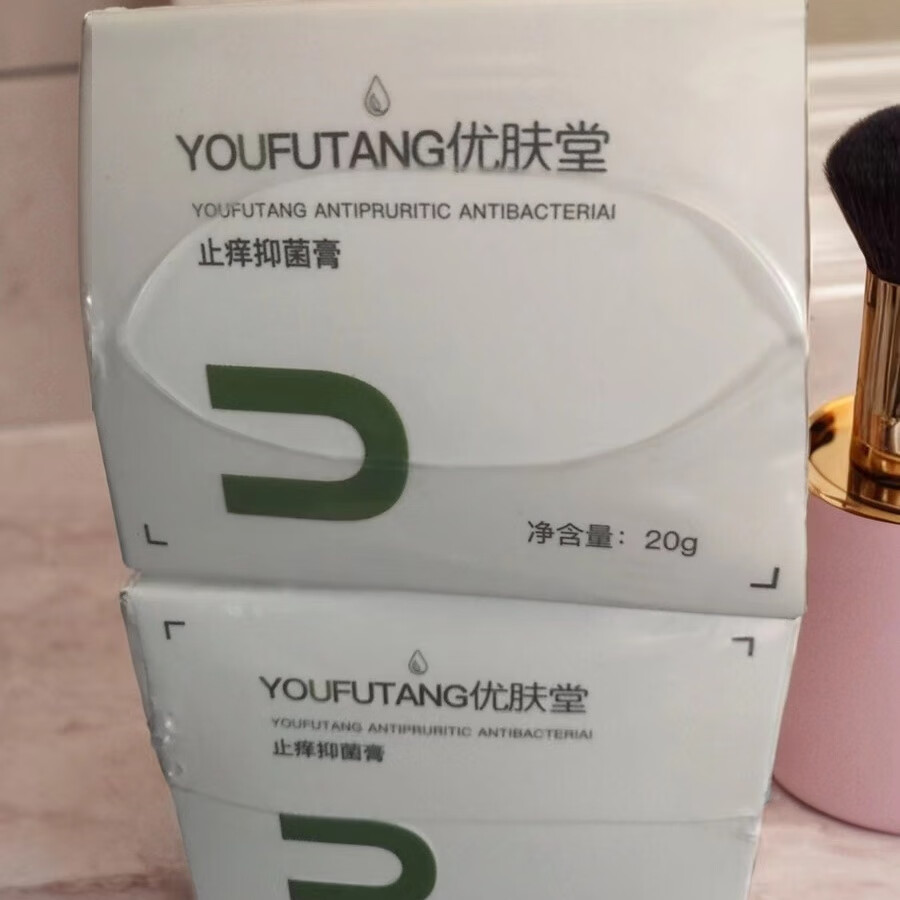 YOUFUTANG优肤堂
YOUFUTANG ANTIPRURITIC ANTIBACTERIAI
止痒抑菌膏
净含量：20g
YOUFUTANG优肤堂
YOUFUTANG ANTIPRURITIC ANTIBACTERIAI
止痒抑菌膏